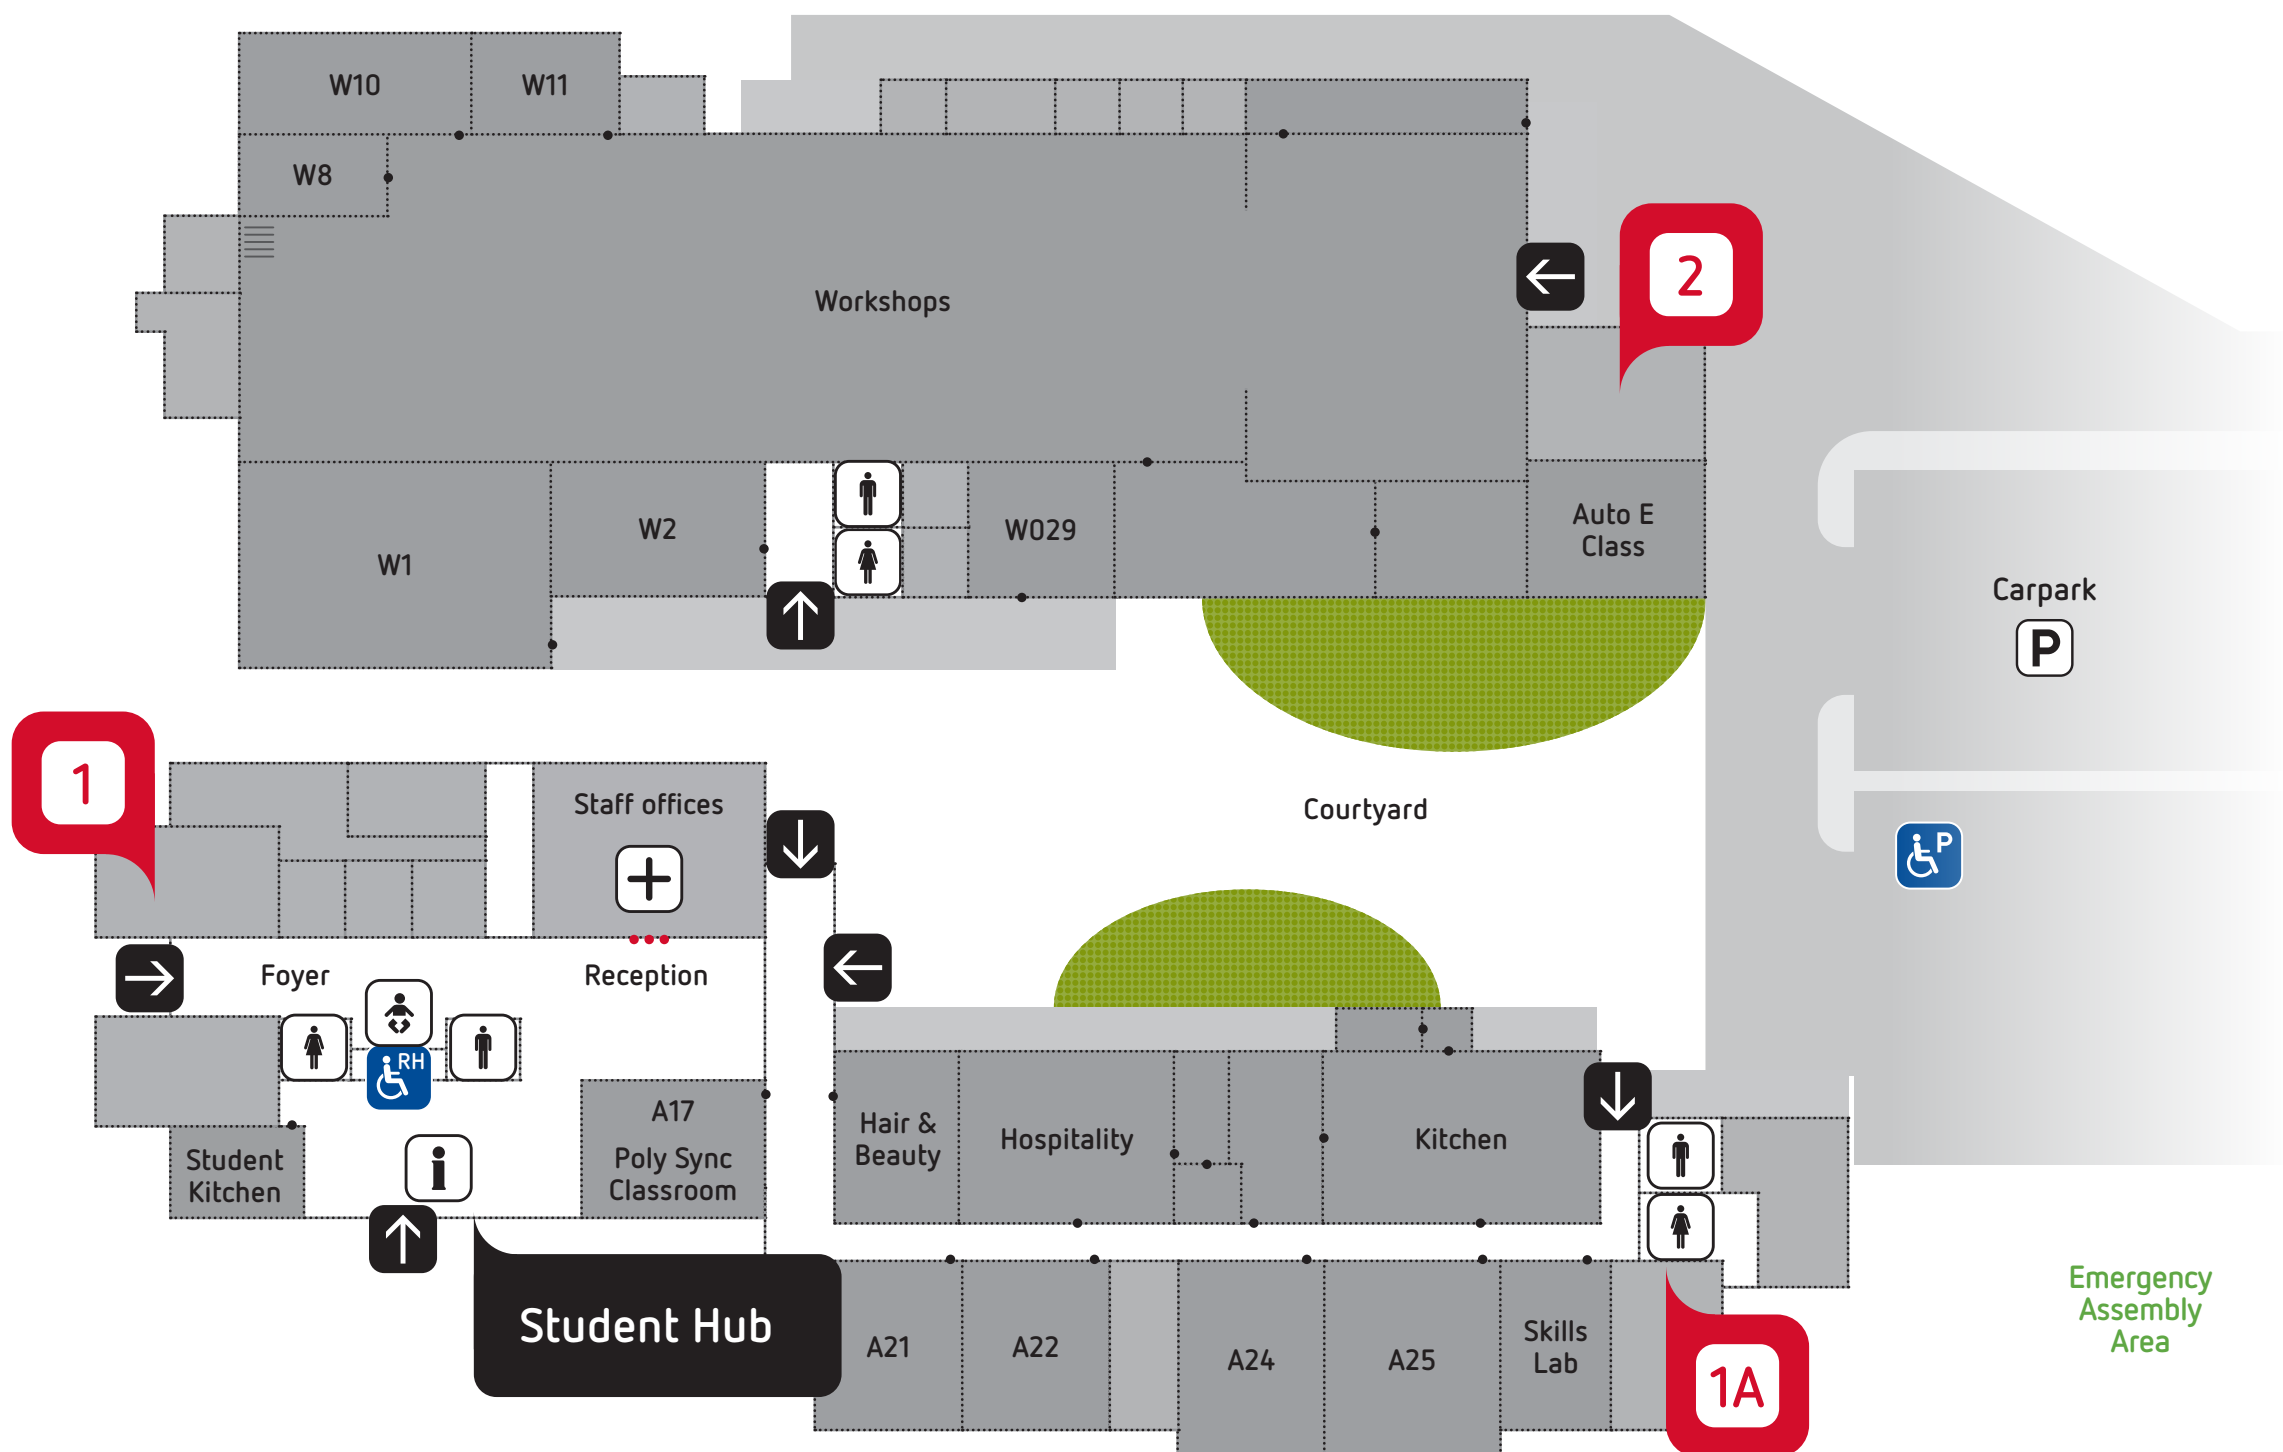 W10
W11
W8
2
Workshops
W2
W029
Auto E
Class
W1
Carpark
P
1
Staff offices
Courtyard
P
Foyer
Reception
RH
A17
Poly Sync
Classroom
Hair &
Beauty
Hospitality
Kitchen
Student
Kitchen
i
Student Hub
A21
A22
A24
A25
Skills
Lab
1A
Emergency
Assembly
Area